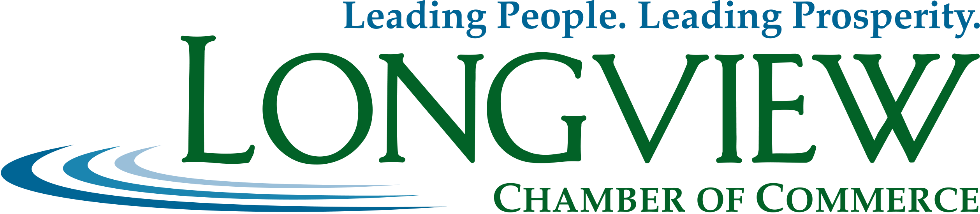 Leading People. Leading Prosperity.
LONGVIEW
CHAMBER OF COMMERCE